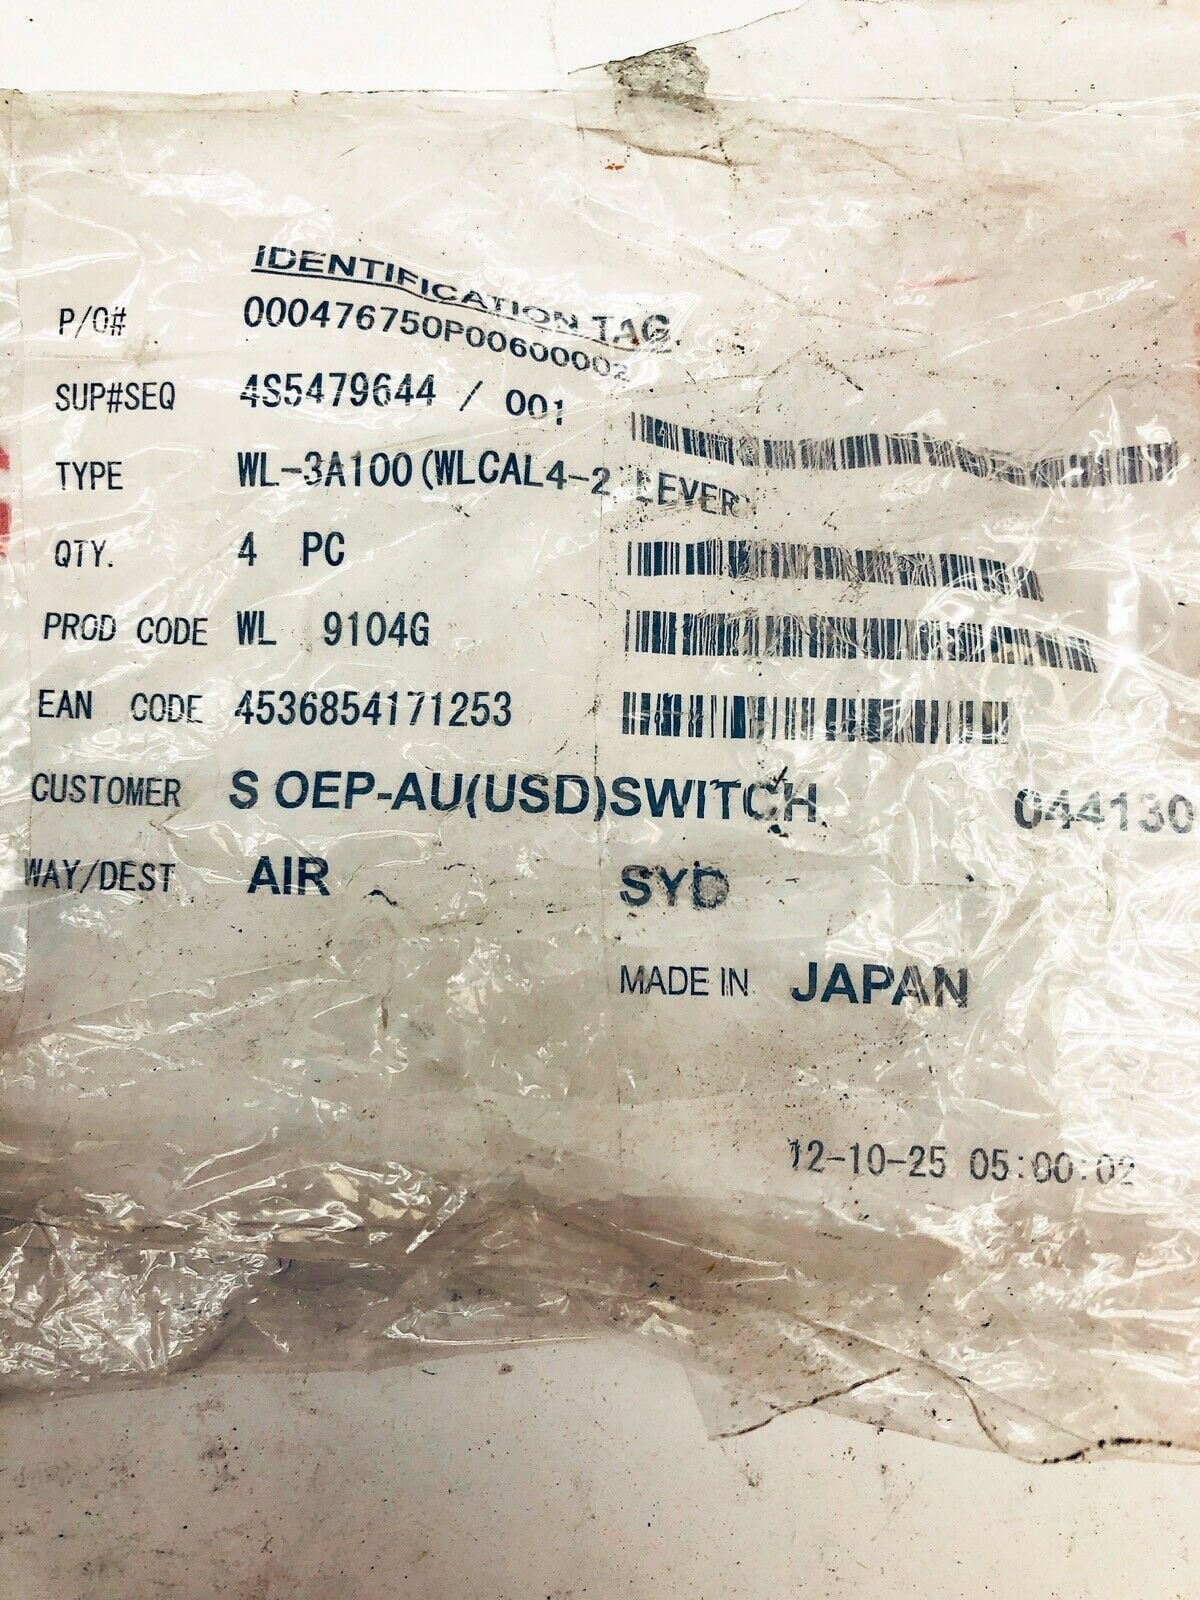 IDENTIFICATION TAG
P/O# 000476750P00600002
SUP#SEQ 4S5479644 / 001
TYPE WL-3A100(WLCAL4-2 LEVER
QTY. 4 PC
PROD CODE WL 9104G
EAN CODE 4536854171253
CUSTOMER S OEP-AU(USD)SWITCH 044130
WAY/DEST AIR SYD
MADE IN JAPAN
12-10-25 05:00:02